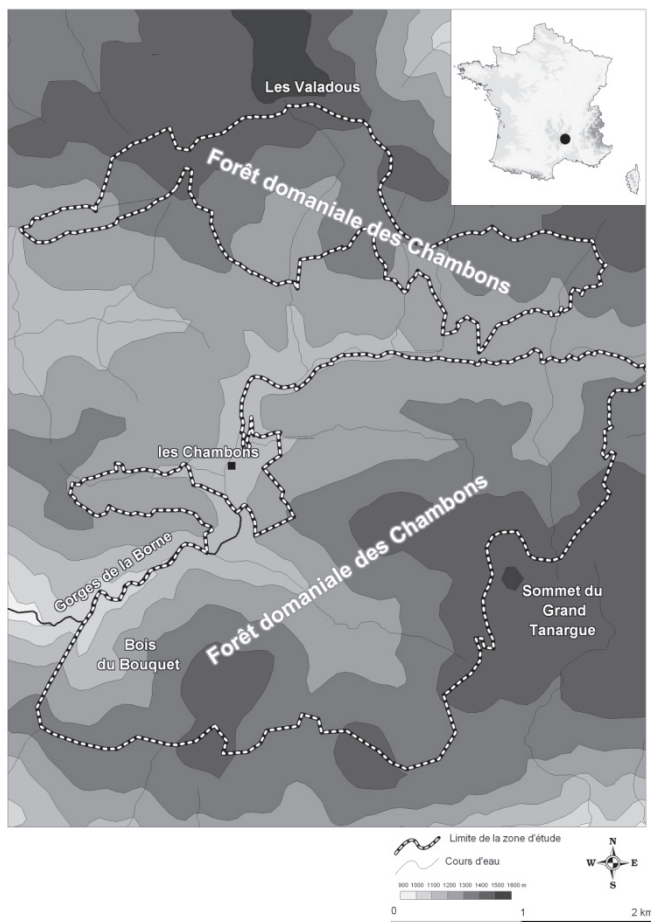 Les Valadous
Forêt domaniale des Chambons
les Chambons
Gorges de la Borne
Forêt domaniale des Chambons
Bois
du Bouquet
Sommet du
Grand
Tanargue
Limite de la zone d'étude
Cours d'eau
900 1000 1100 1200 1300 1400 1500 1600 m
N
W E
S
0 1 2 km